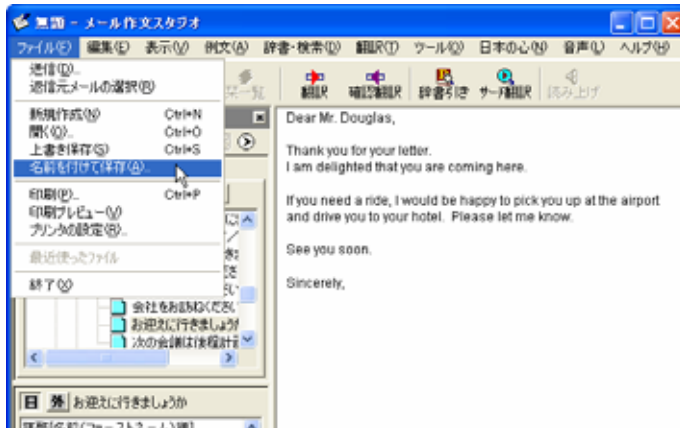 無題 - メール作文スタジオ
ファイル(F) 編集(E) 表示(V) 例文(A) 辞書・検索(D) 翻訳(T) ツール(Q) 日本の心(N) 音声(L) ヘルプ(H)
送信(D)...
返信元メールの選択(R)
新規作成(N) Ctrl+N
開く(O)... Ctrl+O
上書き保存(S) Ctrl+S
名前を付けて保存(A)...
印刷(P)... Ctrl+P
印刷プレビュー(V)
プリンタの設定(R)...
最近使ったファイル
終了(X)
翻訳 確認翻訳 辞書引き サーチ翻訳 読み上げ
Dear Mr. Douglas,
Thank you for your letter.
I am delighted that you are coming here.
If you need a ride, I would be happy to pick you up at the airport
and drive you to your hotel. Please let me know.
See you soon.
Sincerely,
会社をお訪ねください
お迎えに行きましょうか
次の会議は
日 外 お迎えに行きましょうか